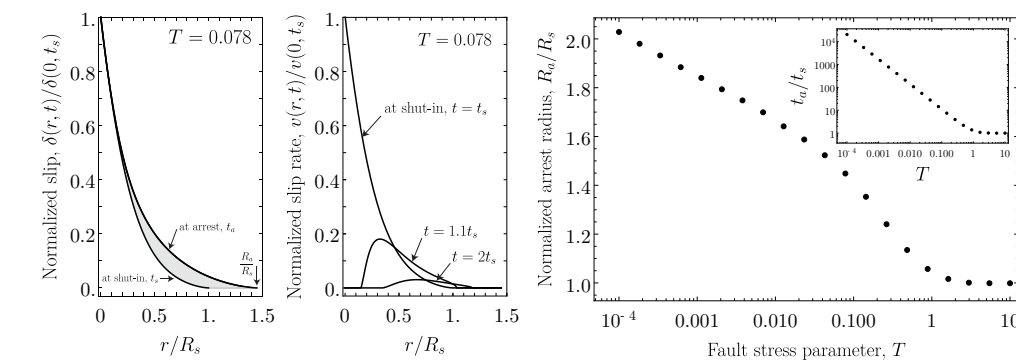 Normalized slip, δ(r, t)/δ(0, t_s)
1.
0.8
0.6
0.4
0.2
0.
T = 0.078
at arrest, t_a
at shut-in, t_s
R_a/R_s
0 0.5 1. 1.5
r/R_s
Normalized slip rate, v(r, t)/v(0, t_s)
1.
0.8
0.6
0.4
0.2
0.
T = 0.078
at shut-in, t = t_s
t = 1.1t_s
t = 2t_s
0 0.5 1. 1.5
r/R_s
Normalized arrest radius, R_a/R_s
2.0
1.8
1.6
1.4
1.2
1.0
10^-4 0.001 0.010 0.100 1 10
Fault stress parameter, T
t_a/t_s
10^4
1000
100
10
1
10^-4 0.001 0.010 0.100 1 10
T